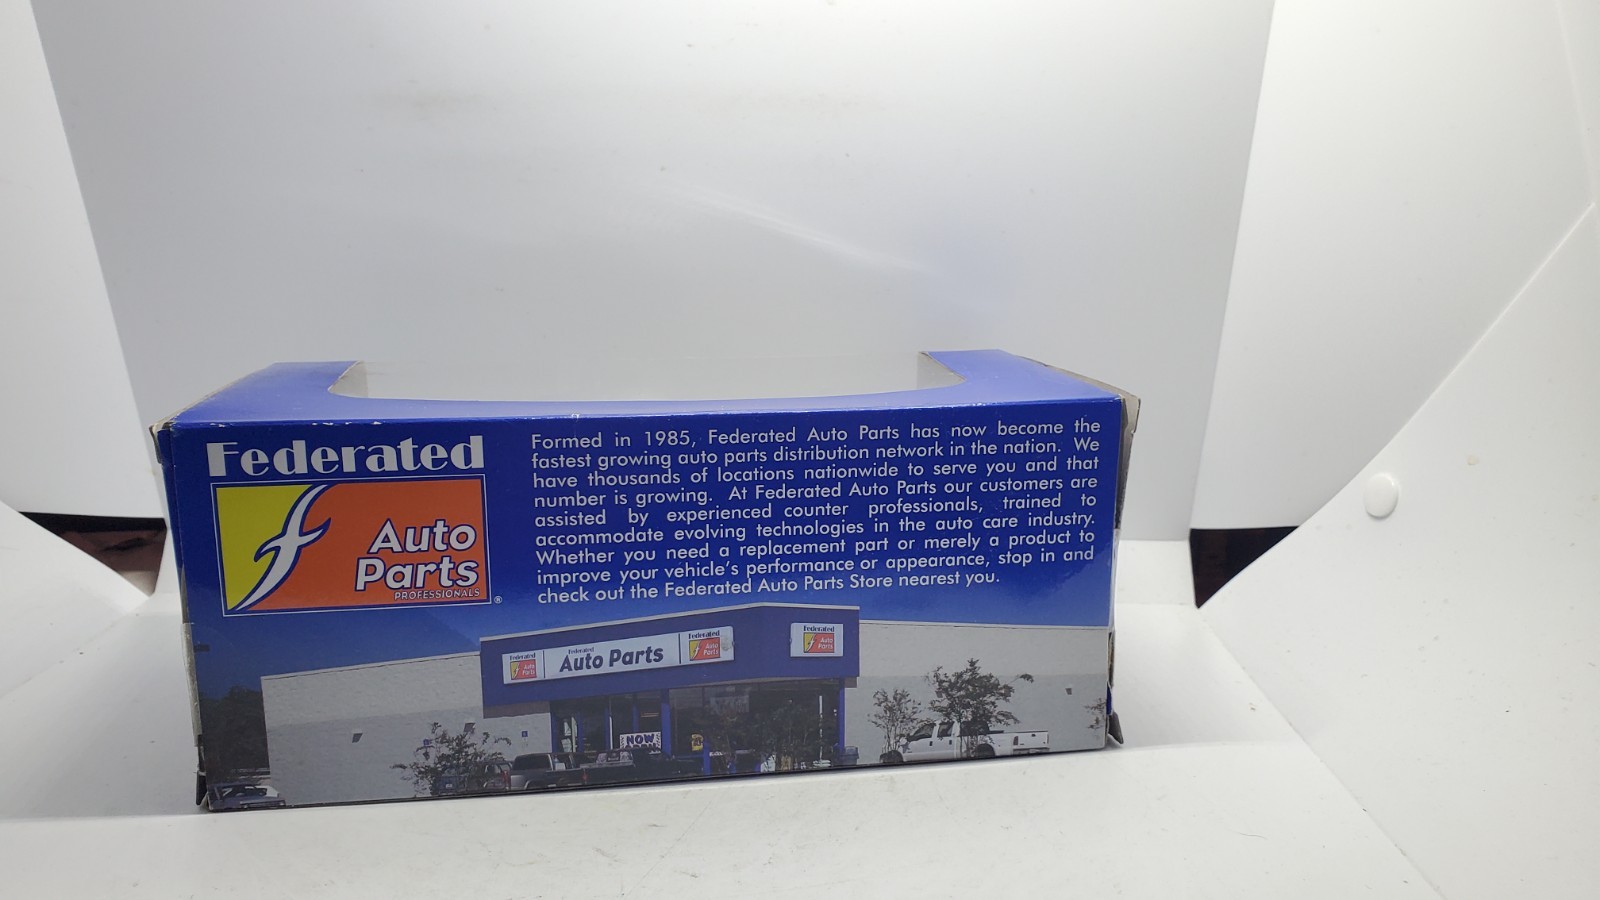 Federated
Auto
Parts
PROFESSIONALS
®
Formed in 1985, Federated Auto Parts has now become the
fastest growing auto parts distribution network in the nation. We
have thousands of locations nationwide to serve you and that
number is growing. At Federated Auto Parts our customers are
assisted by experienced counter professionals, trained to
accommodate evolving technologies in the auto care industry.
Whether you need a replacement part or merely a product to
improve your vehicle's performance or appearance, stop in and
check out the Federated Auto Parts Store nearest you.
Federated
Auto
Parts
Federated
Auto Parts
Federated
Auto
Parts
Federated
Auto
Parts
NOW